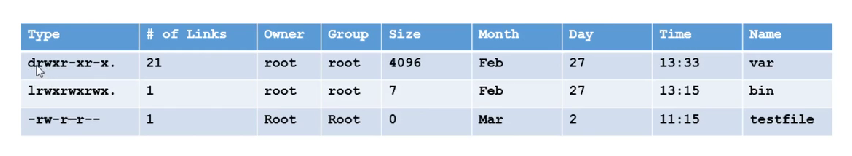 Type # of Links Owner Group Size Month Day Time Name
drwxr-xr-x. 21 root root 4096 Feb 27 13:33 var
lrwxrwxrwx. 1 root root 7 Feb 27 13:15 bin
-rw-r—r-- 1 Root Root 0 Mar 2 11:15 testfile